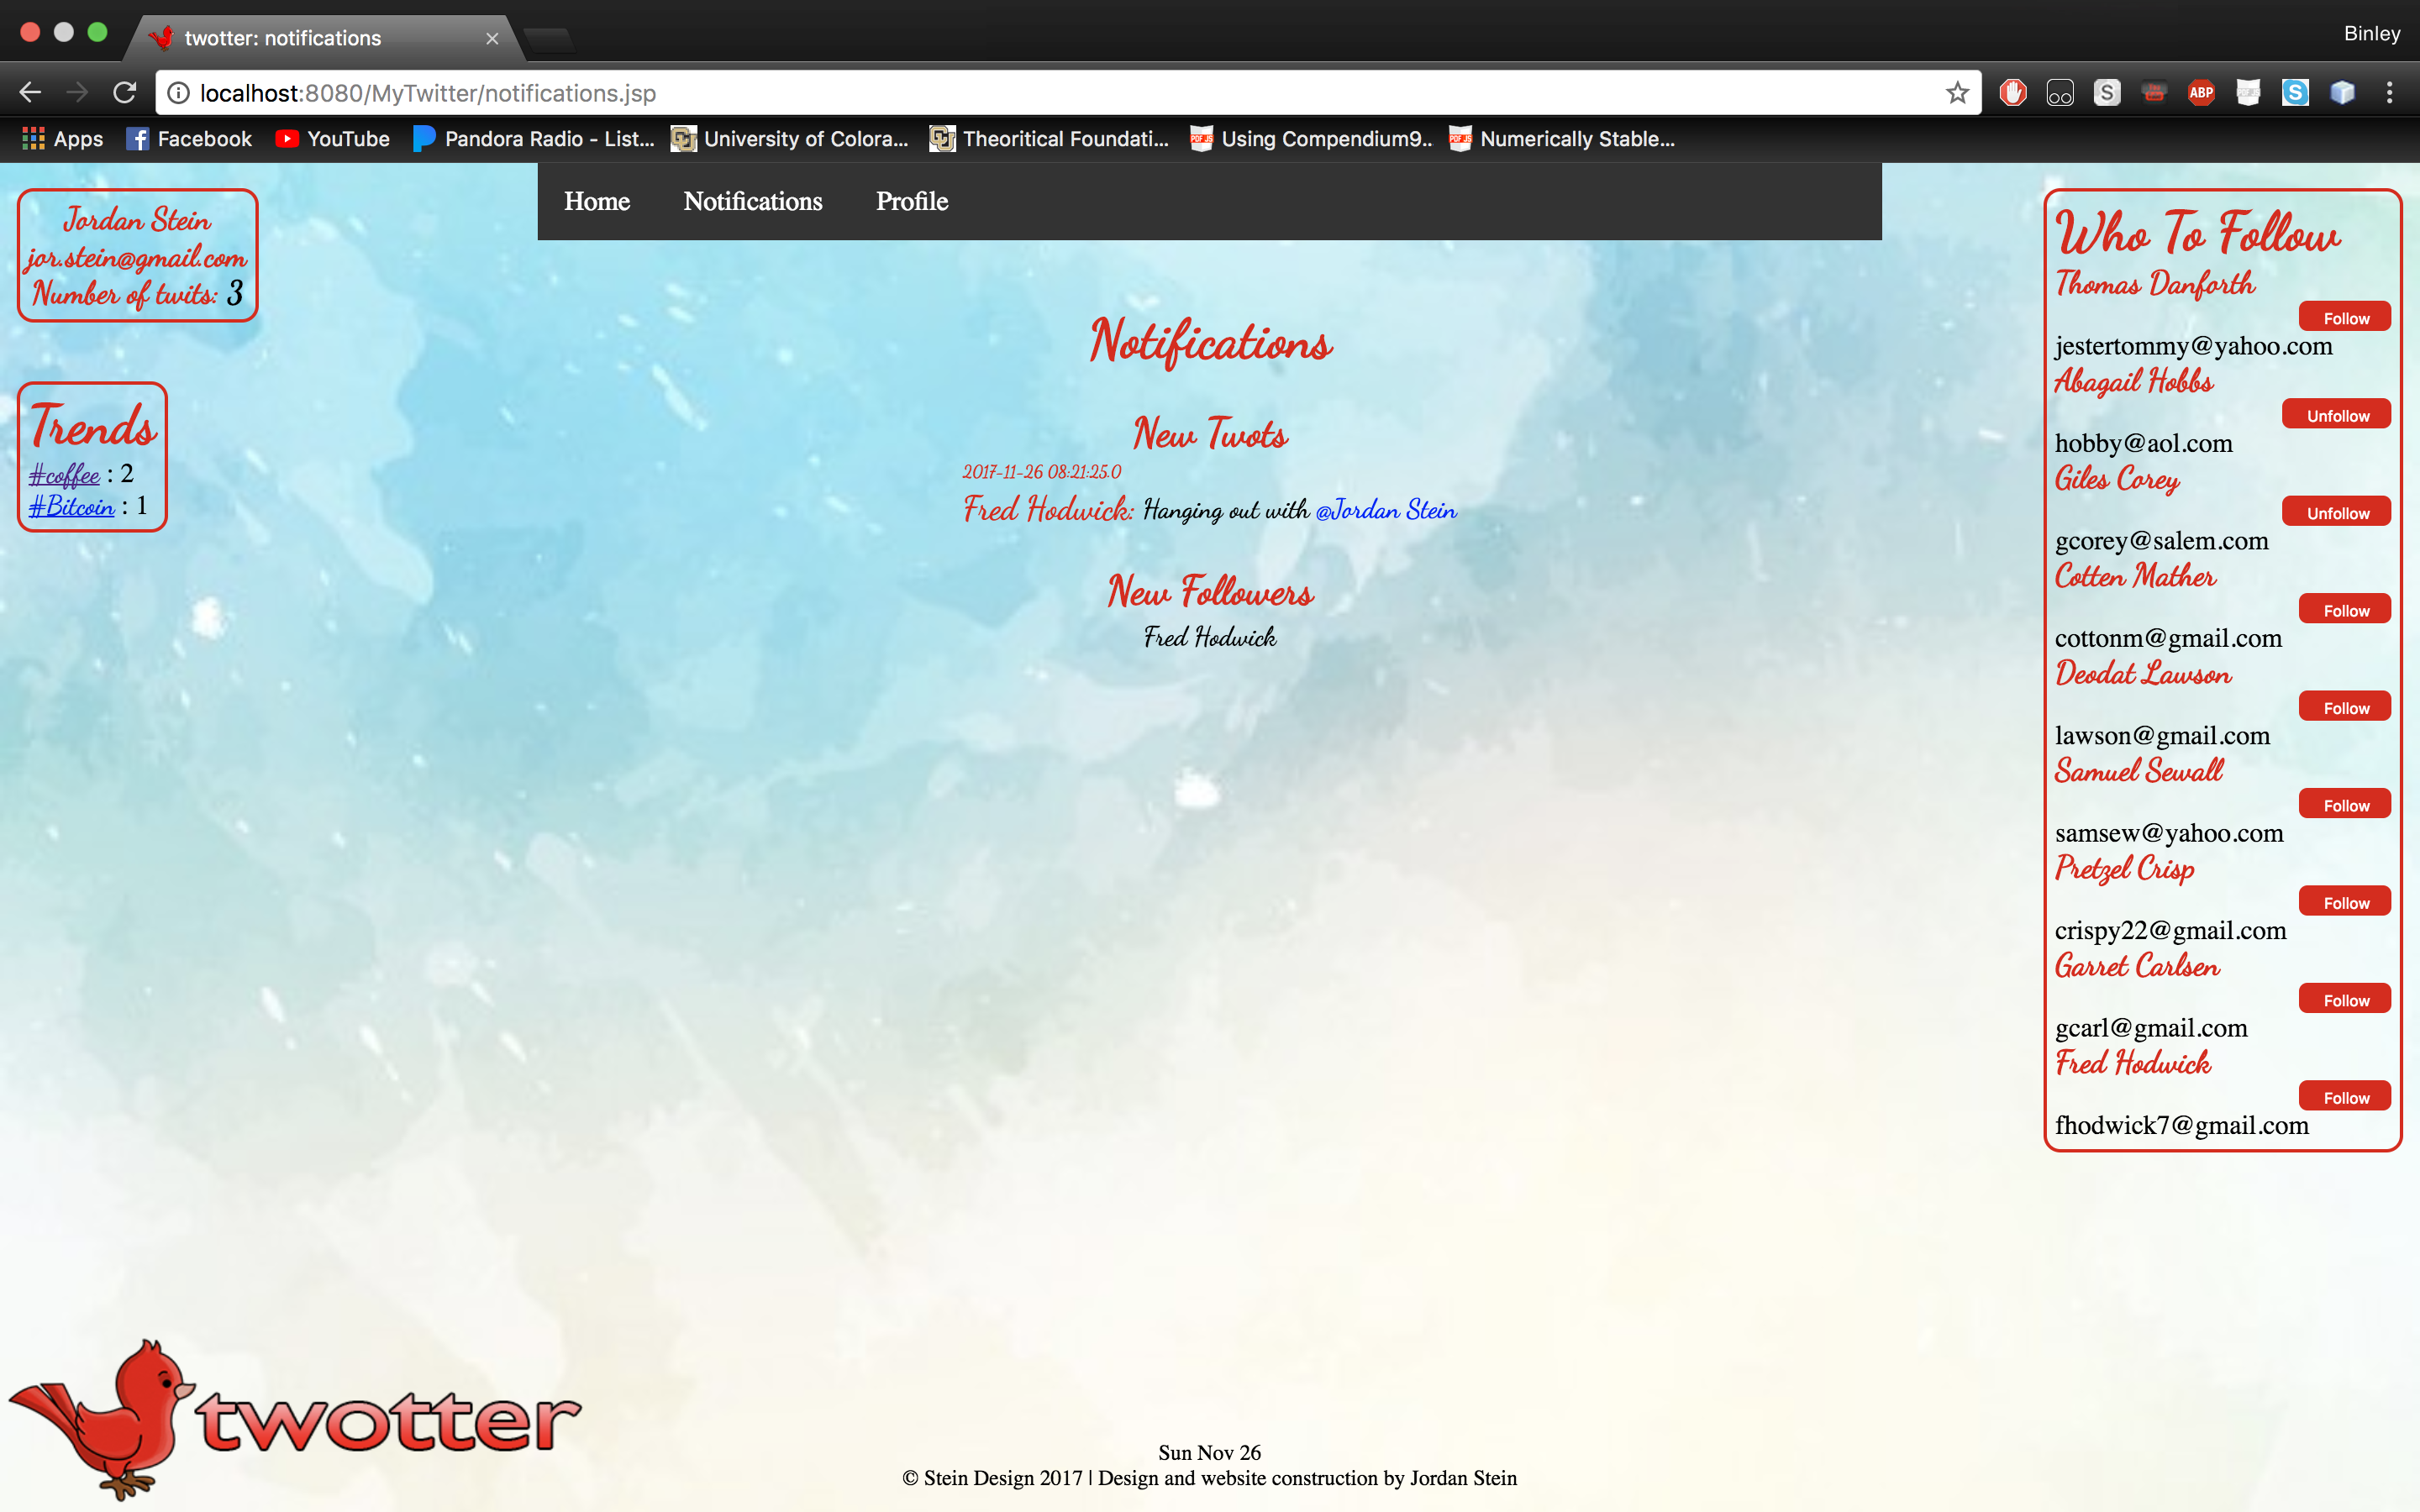 twotter: notifications
Binley
localhost:8080/MyTwitter/notifications.jsp
S
You
ABP
PDF.JS
S
Apps
Facebook
YouTube
Pandora Radio - List...
University of Colora...
Theoritical Foundati...
Using Compendium9...
Numerically Stable...
Home
Notifications
Profile
Jordan Stein
jor.stein@gmail.com
Number of twits: 3
Trends
#coffee : 2
#Bitcoin : 1
Notifications
New Twots
2017-11-26 08:21:25.0
Fred Hodwick: Hanging out with @Jordan Stein
New Followers
Fred Hodwick
Who To Follow
Thomas Danforth
Follow
jestertommy@yahoo.com
Abagail Hobbs
Unfollow
hobby@aol.com
Giles Corey
Unfollow
gcorey@salem.com
Cotten Mather
Follow
cottonm@gmail.com
Deodat Lawson
Follow
lawson@gmail.com
Samuel Sewall
Follow
samsew@yahoo.com
Pretzel Crisp
Follow
crispy22@gmail.com
Garret Carlsen
Follow
gcarl@gmail.com
Fred Hodwick
Follow
fhodwick7@gmail.com
twotter
Sun Nov 26
© Stein Design 2017 | Design and website construction by Jordan Stein